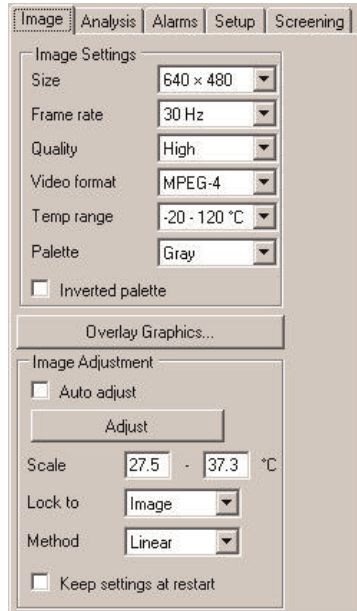 Image Analysis Alarms Setup Screening
Image Settings
Size 640 × 480
Frame rate 30 Hz
Quality High
Video format MPEG-4
Temp range -20 - 120 °C
Palette Gray
Inverted palette
Overlay Graphics...
Image Adjustment
Auto adjust
Adjust
Scale 27.5 - 37.3 °C
Lock to Image
Method Linear
Keep settings at restart